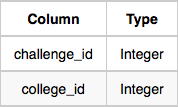 Column Type
challenge_id Integer
college_id Integer